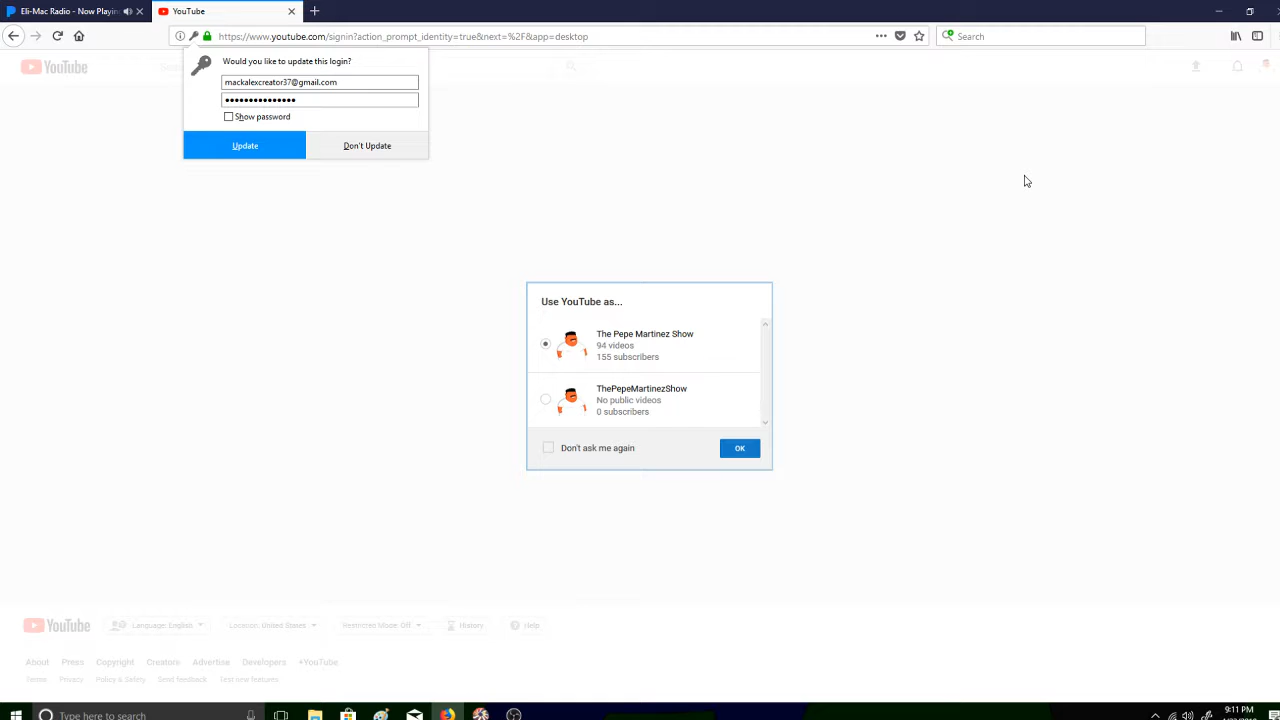 Eli-Mac Radio - Now Playin
YouTube
https://www.youtube.com/signin?action_prompt_identity=true&next=%2F&app=desktop
Search
YouTube
Would you like to update this login?
mackalexcreator37@gmail.com
•••••••••••••••
Show password
Update
Don't Update
Use YouTube as...
The Pepe Martinez Show
94 videos
155 subscribers
ThePepeMartinezShow
No public videos
0 subscribers
Don't ask me again
OK
YouTube
Language: English
Location: United States
Restricted Mode: Off
History
Help
About
Press
Copyright
Creators
Advertise
Developers
+YouTube
Terms
Privacy
Policy & Safety
Send feedback
Test new features
Type here to search
9:11 PM